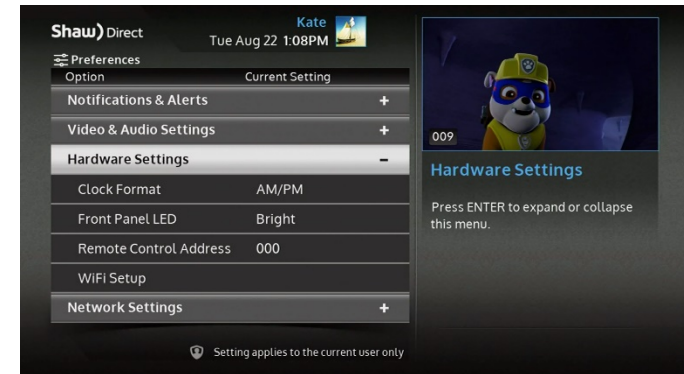 Shaw) Direct
Kate
Tue Aug 22 1:08PM
Preferences
Option Current Setting
Notifications & Alerts +
Video & Audio Settings +
Hardware Settings –
Clock Format AM/PM
Front Panel LED Bright
Remote Control Address 000
WiFi Setup
Network Settings +
Setting applies to the current user only
009
Hardware Settings
Press ENTER to expand or collapse
this menu.